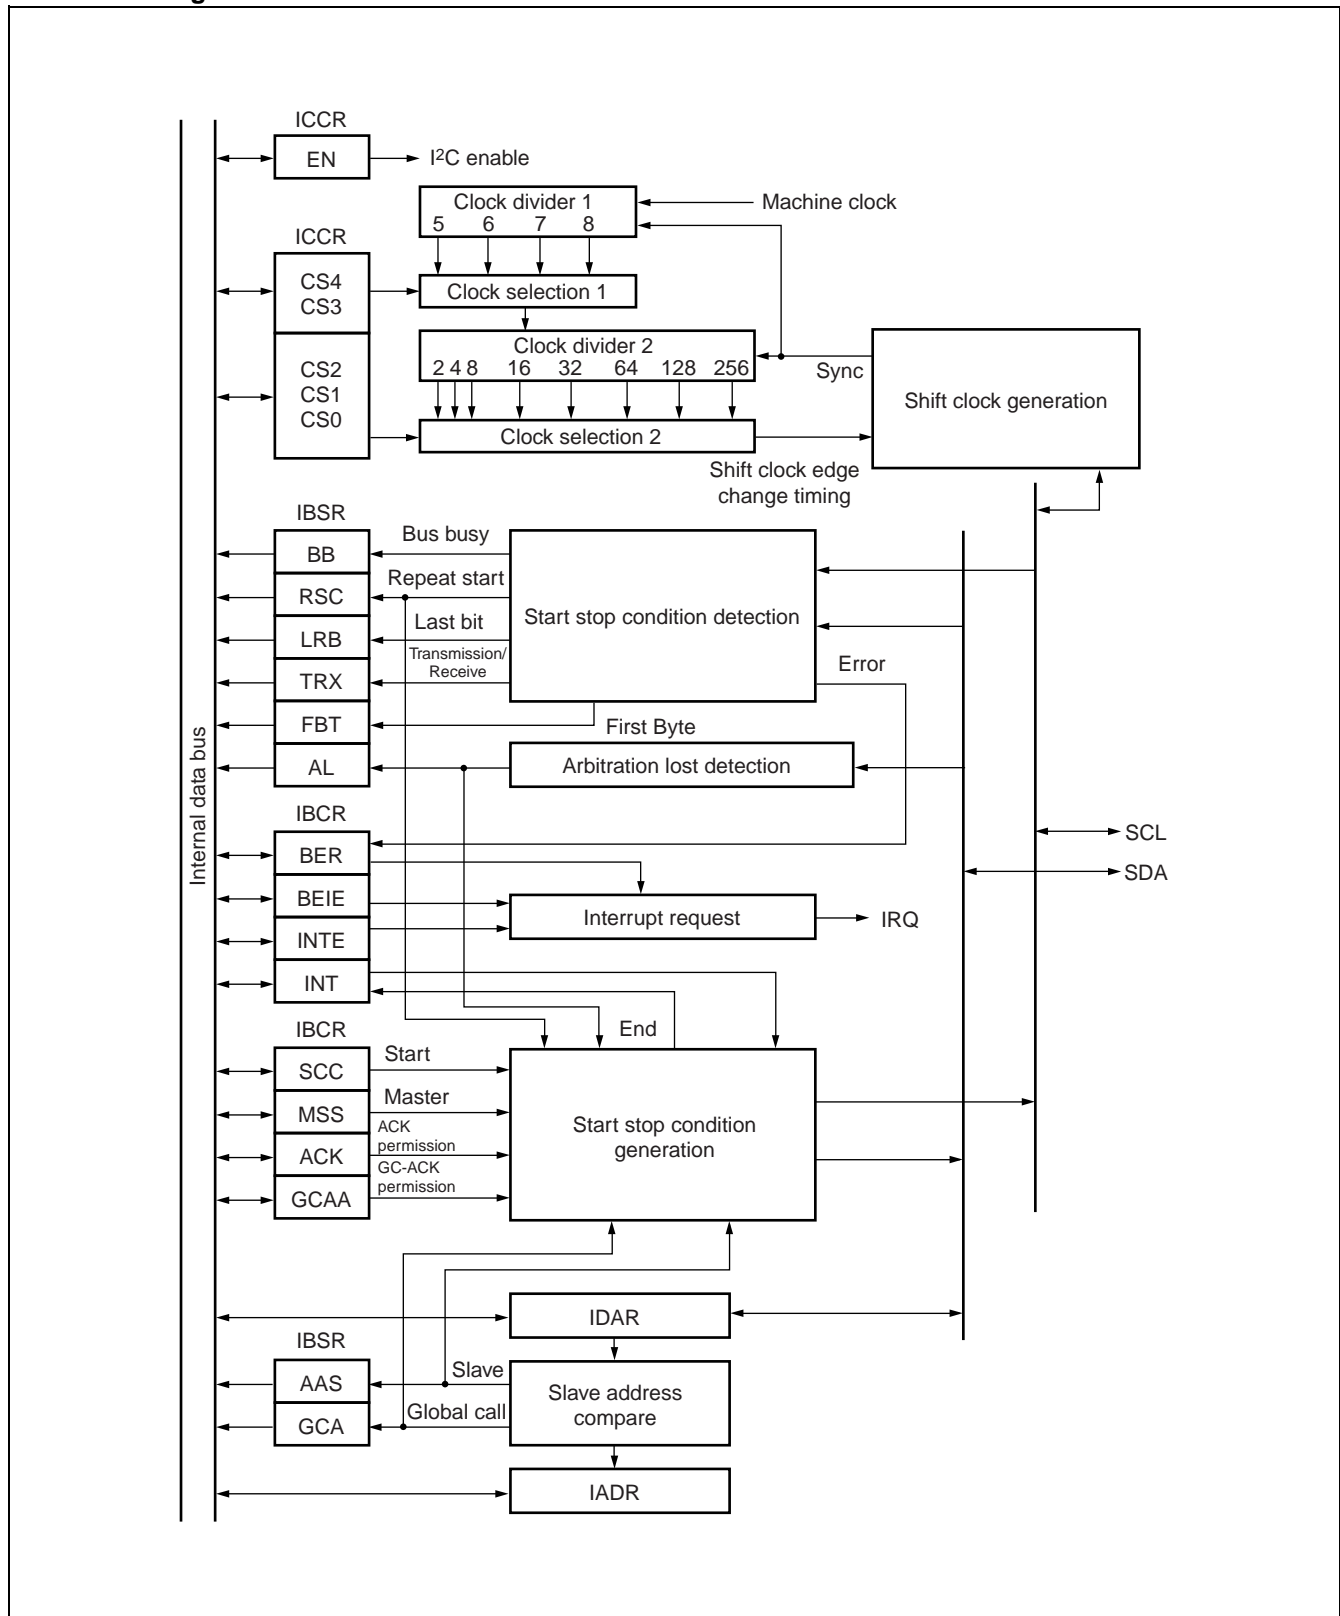 ICCR
EN
I²C enable
Clock divider 1
5 6 7 8
Machine clock
ICCR
CS4
CS3
Clock selection 1
CS2
CS1
CS0
Clock divider 2
2 4 8 16 32 64 128 256
Sync
Shift clock generation
Clock selection 2
Shift clock edge
change timing
IBSR
BB
Bus busy
RSC
Repeat start
LRB
Last bit
TRX
Transmission/
Receive
FBT
First Byte
AL
Start stop condition detection
Error
Arbitration lost detection
Internal data bus
IBCR
BER
BEIE
INTE
INT
Interrupt request
IRQ
SCL
SDA
End
IBCR
SCC
Start
MSS
Master
ACK
ACK
permission
GCAA
GC-ACK
permission
Start stop condition
generation
IDAR
IBSR
AAS
Slave
GCA
Global call
Slave address
compare
IADR